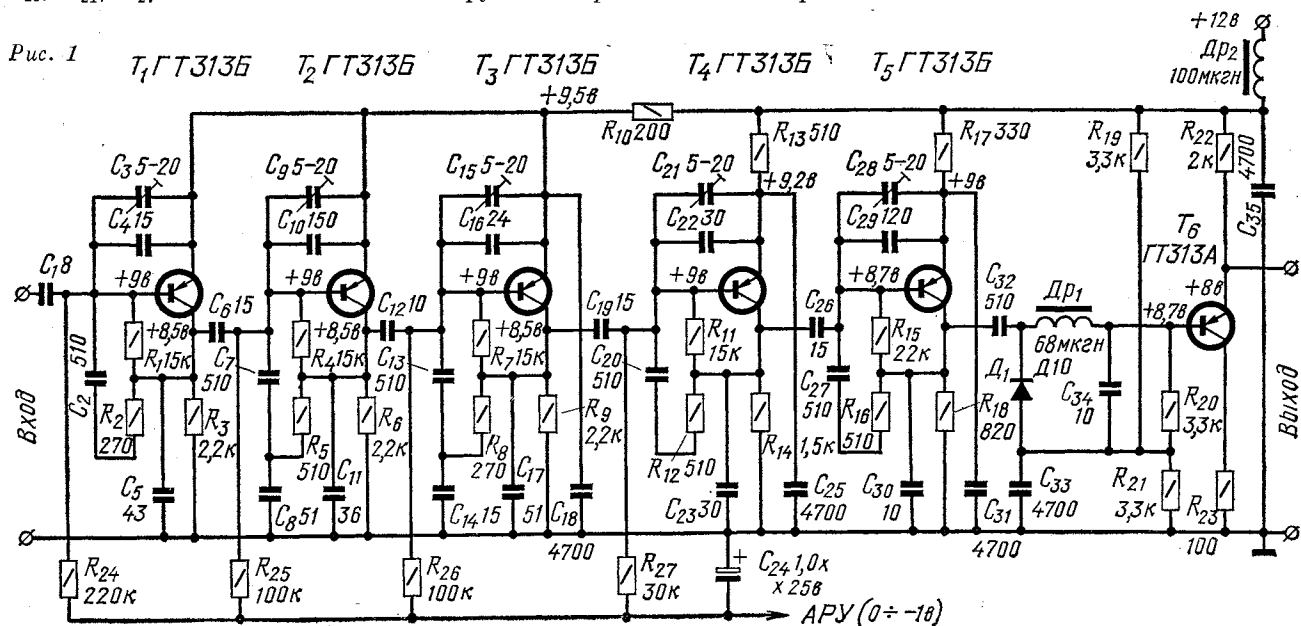 Рис. 1
T₁ ГТ313Б
T₂ ГТ313Б
T₃ ГТ313Б
T₄ ГТ313Б
T₅ ГТ313Б
+12в
Др₂
100мкгн
+9,5в
R₁₀ 200
R₁₃ 510
R₁₇ 330
R₁₉
3,3к
R₂₂
2к
4700
C₃₅
C₃ 5-20
C₄ 15
C₉ 5-20
C₁₀ 150
C₁₅ 5-20
C₁₆ 24
C₂₁ 5-20
C₂₂ 30
+9,2в
C₂₈ 5-20
C₂₉ 120
+9в
T₆
ГТ313А
C₁ 8
+9в
C₆ 15
+9в
C₁₂ 10
+9в
C₁₉ 15
+9в
C₂₆
15
+8,7в
C₃₂
510
Др₁
68мкгн
+8,7в
+8в
+8,5в
R₁ 15к
C₇
510
+8,5в
R₄ 15к
C₁₃
510
+8,5в
R₇ 15к
C₂₀
510
R₁₁
15к
R₁₅
22к
Д₁
Д10
C₃₄
10
510
C₂
R₂
270
R₃
2,2к
R₅
510
R₆
2,2к
R₈
270
R₉
2,2к
R₁₂ 510
R₁₄ 1,5к
C₂₇
510
R₁₆
510
R₁₈
820
R₂₀
3,3к
Вход
Выход
C₅
43
C₈ 51
C₁₁
36
C₁₄ 15
C₁₇
51
C₁₈
4700
C₂₃ 30
C₂₅
4700
C₃₀
10
C₃₁
4700
C₃₃
4700
R₂₁
3,3к
R₂₃
100
R₂₄
220к
R₂₅
100к
R₂₆
100к
R₂₇
30к
+
C₂₄ 1,0х
х 25в
АРУ (0÷-1в)